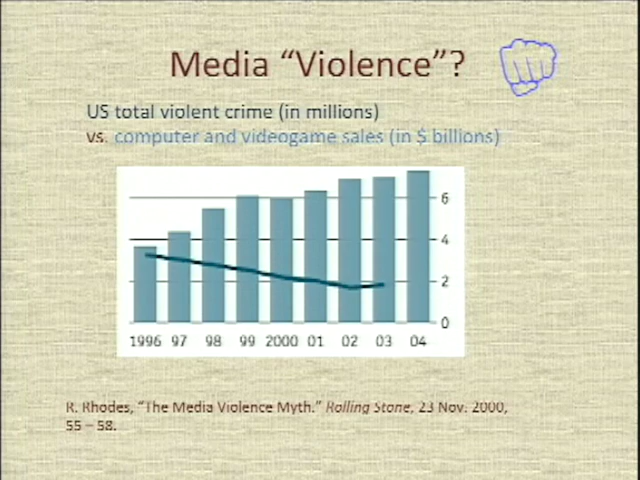 Media “Violence”?
US total violent crime (in millions)
vs. computer and videogame sales (in $ billions)
6
4
2
0
1996 97 98 99 2000 01 02 03 04
R. Rhodes, “The Media Violence Myth.” Rolling Stone, 23 Nov. 2000,
55 – 58.